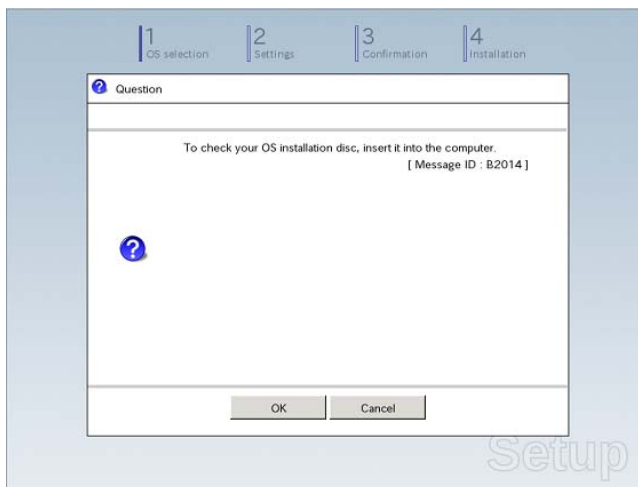 1
OS selection
2
Settings
3
Confirmation
4
Installation
Question
To check your OS installation disc, insert it into the computer.
[ Message ID : B2014 ]
OK
Cancel
Setup